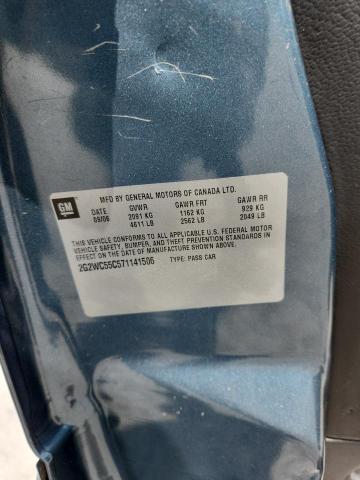 MFD BY GENERAL MOTORS OF CANADA LTD.
GM DATE GVWR GAWR FRT GAWR RR
09/06 2091 KG 1162 KG 929 KG
4611 LB 2562 LB 2049 LB
THIS VEHICLE CONFORMS TO ALL APPLICABLE U.S. FEDERAL MOTOR
VEHICLE SAFETY, BUMPER, AND THEFT PREVENTION STANDARDS IN
EFFECT ON THE DATE OF MANUFACTURE SHOWN ABOVE.
2G2WC55C571141506 TYPE: PASS CAR